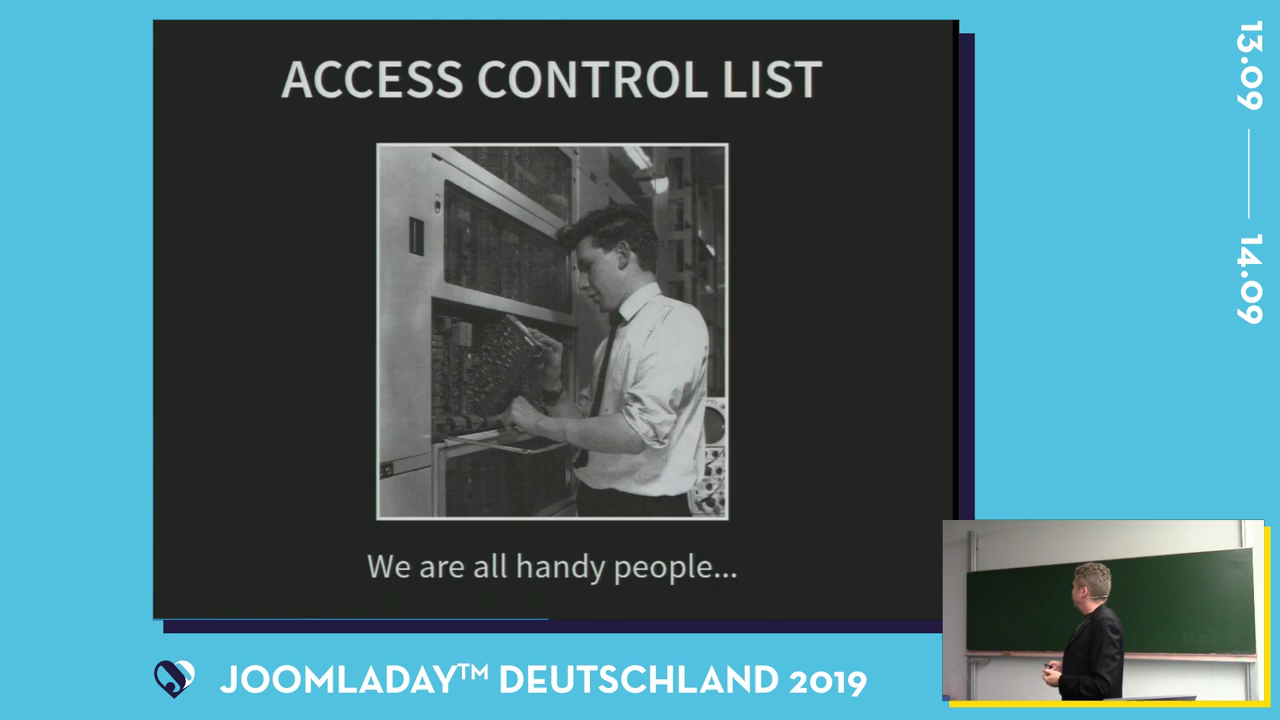 ACCESS CONTROL LIST
We are all handy people...
13.09
14.09
JOOMLADAY™ DEUTSCHLAND 2019